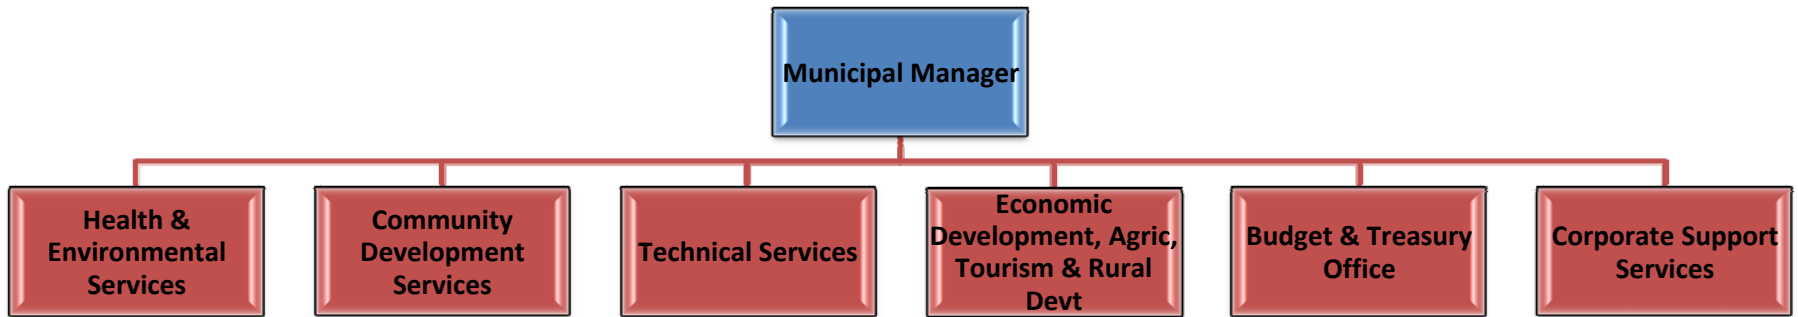 Municipal Manager
Health &
Environmental
Services
Community
Development
Services
Technical Services
Economic
Development, Agric,
Tourism & Rural
Devt
Budget & Treasury
Office
Corporate Support
Services